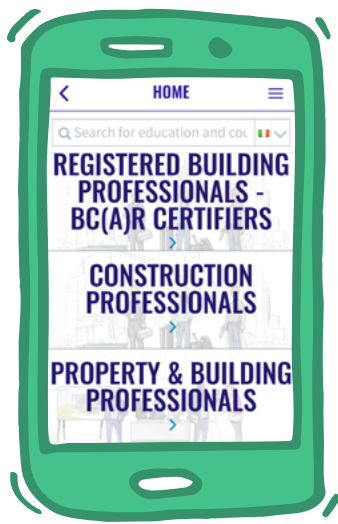 HOME
Search for education and cou
REGISTERED BUILDING
PROFESSIONALS -
BC(A)R CERTIFIERS
CONSTRUCTION
PROFESSIONALS
PROPERTY & BUILDING
PROFESSIONALS